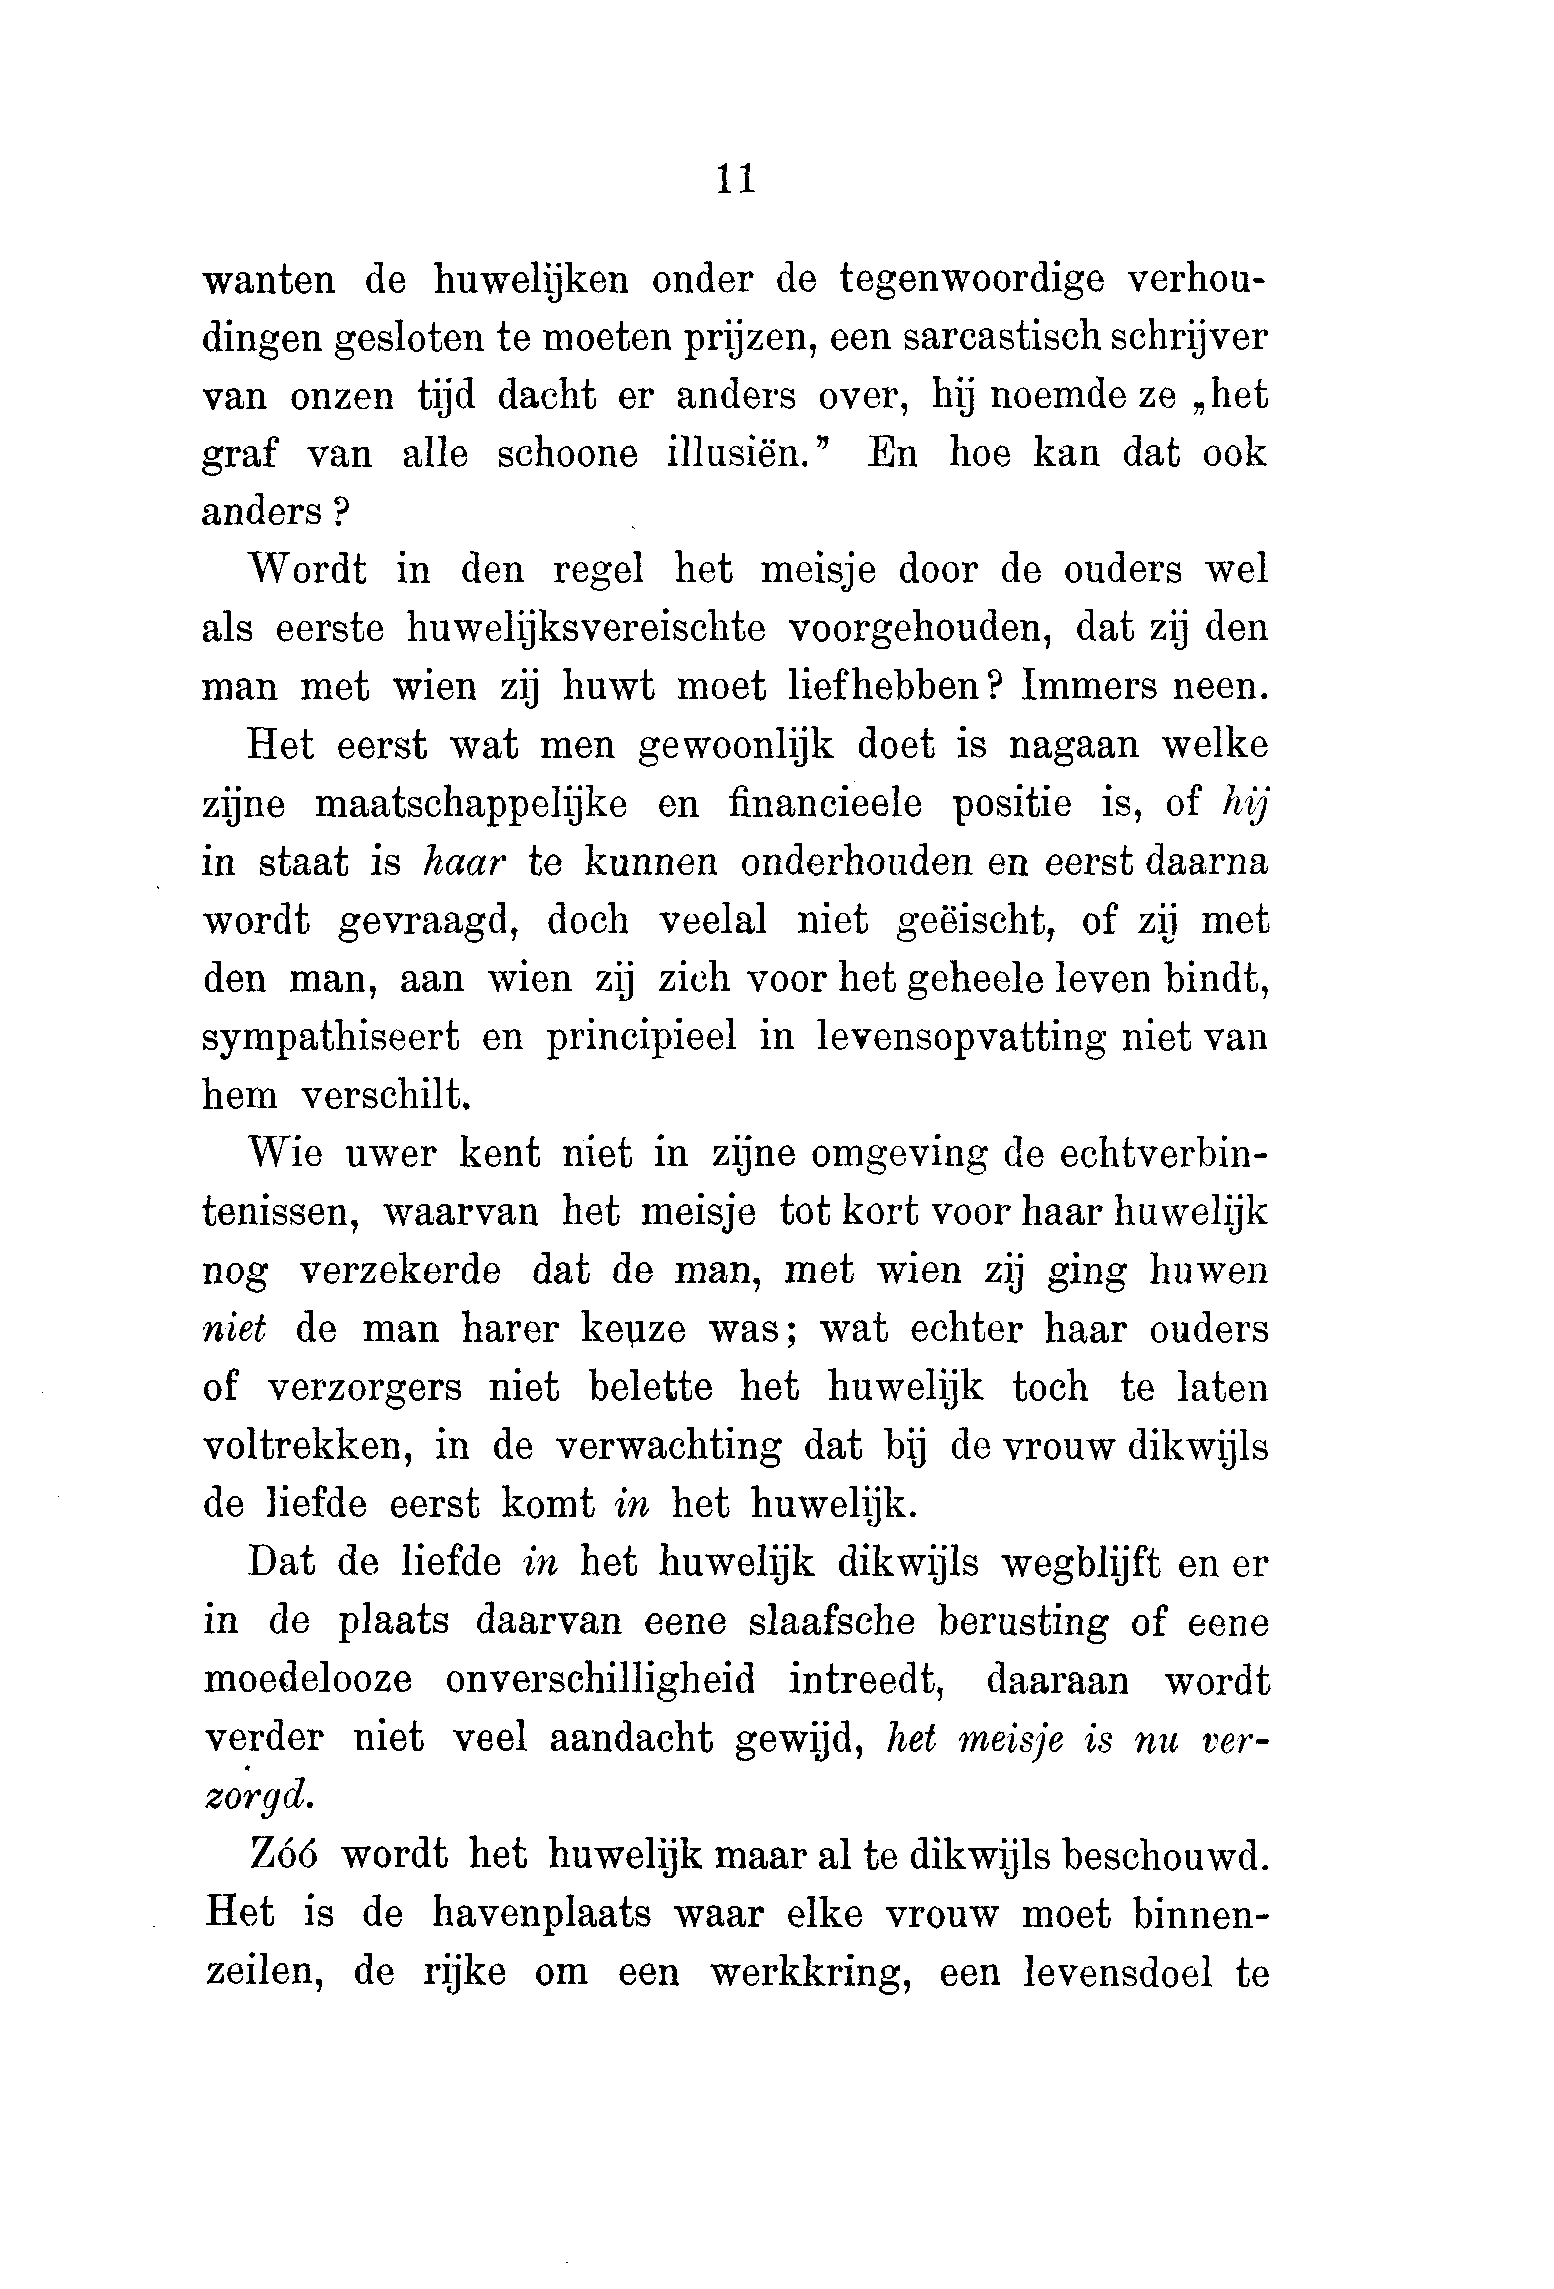 11
wanten de huwelijken onder de tegenwoordige verhou-
dingen gesloten te moeten prijzen, een sarcastisch schrijver
van onzen tijd dacht er anders over, hij noemde ze „het
graf van alle schoone illusiën.” En hoe kan dat ook
anders?
Wordt in den regel het meisje door de ouders wel
als eerste huwelijksvereischte voorgehouden, dat zij den
man met wien zij huwt moet liefhebben? Immers neen.
Het eerst wat men gewoonlijk doet is nagaan welke
zijne maatschappelijke en financieele positie is, of hij
in staat is haar te kunnen onderhouden en eerst daarna
wordt gevraagd, doch veelal niet geëischt, of zij met
den man, aan wien zij zich voor het geheele leven bindt,
sympathiseert en principieel in levensopvatting niet van
hem verschilt.
Wie uwer kent niet in zijne omgeving de echtverbin-
tenissen, waarvan het meisje tot kort voor haar huwelijk
nog verzekerde dat de man, met wien zij ging huwen
niet de man harer keuze was; wat echter haar ouders
of verzorgers niet belette het huwelijk toch te laten
voltrekken, in de verwachting dat bij de vrouw dikwijls
de liefde eerst komt in het huwelijk.
Dat de liefde in het huwelijk dikwijls wegblijft en er
in de plaats daarvan eene slaafsche berusting of eene
moedelooze onverschilligheid intreedt, daaraan wordt
verder niet veel aandacht gewijd, het meisje is nu ver-
zorgd.
Zóó wordt het huwelijk maar al te dikwijls beschouwd.
Het is de havenplaats waar elke vrouw moet binnen-
zeilen, de rijke om een werkkring, een levensdoel te